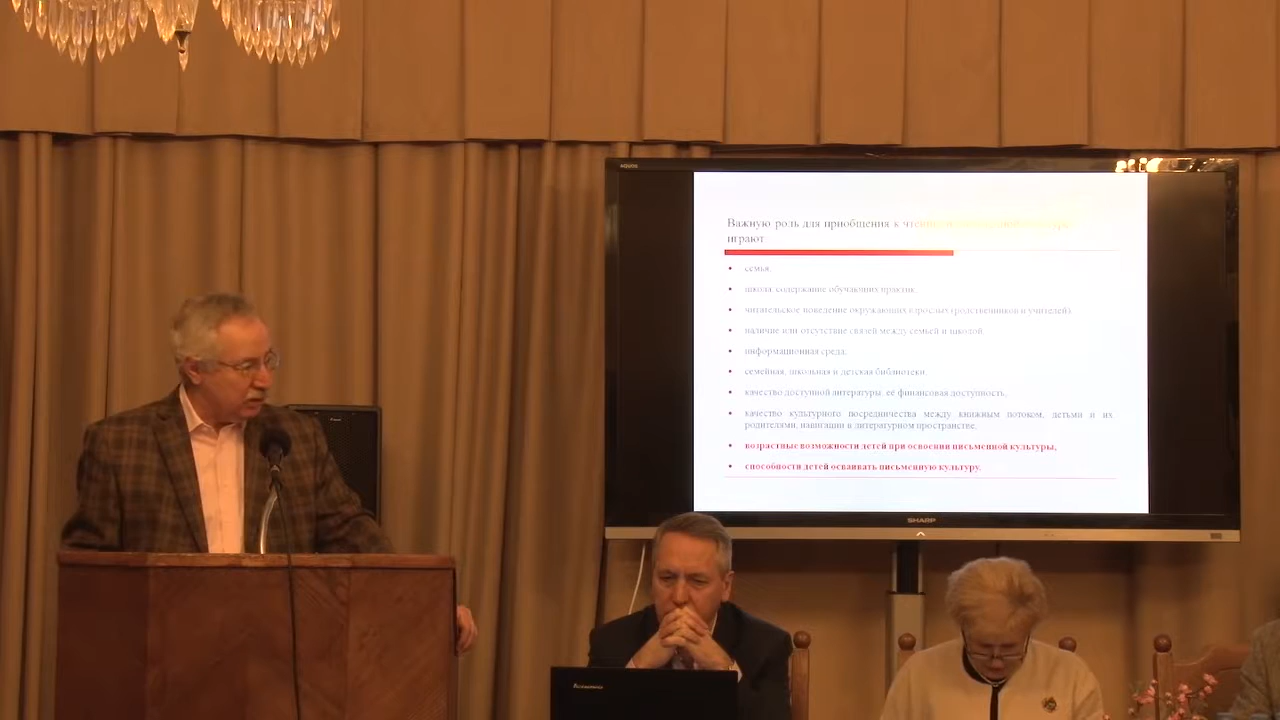 AQUOS
Важную роль для приобщения к
играют
• семья,
• школа: содержание обучающих практик,
• читательское поведение окружающих взрослых (родственников и учителей),
• наличие или отсутствие связей между семьей и школой,
• информационная среда;
• семейная, школьная и детская библиотеки,
• качество доступной литературы, её финансовая доступность,
• качество культурного посредничества между книжным потоком, детьми и их
родителями, навигации в литературном пространстве,
• возрастные возможности детей при освоении письменной культуры,
• способности детей осваивать письменную культуру.
SHARP
Lenovo